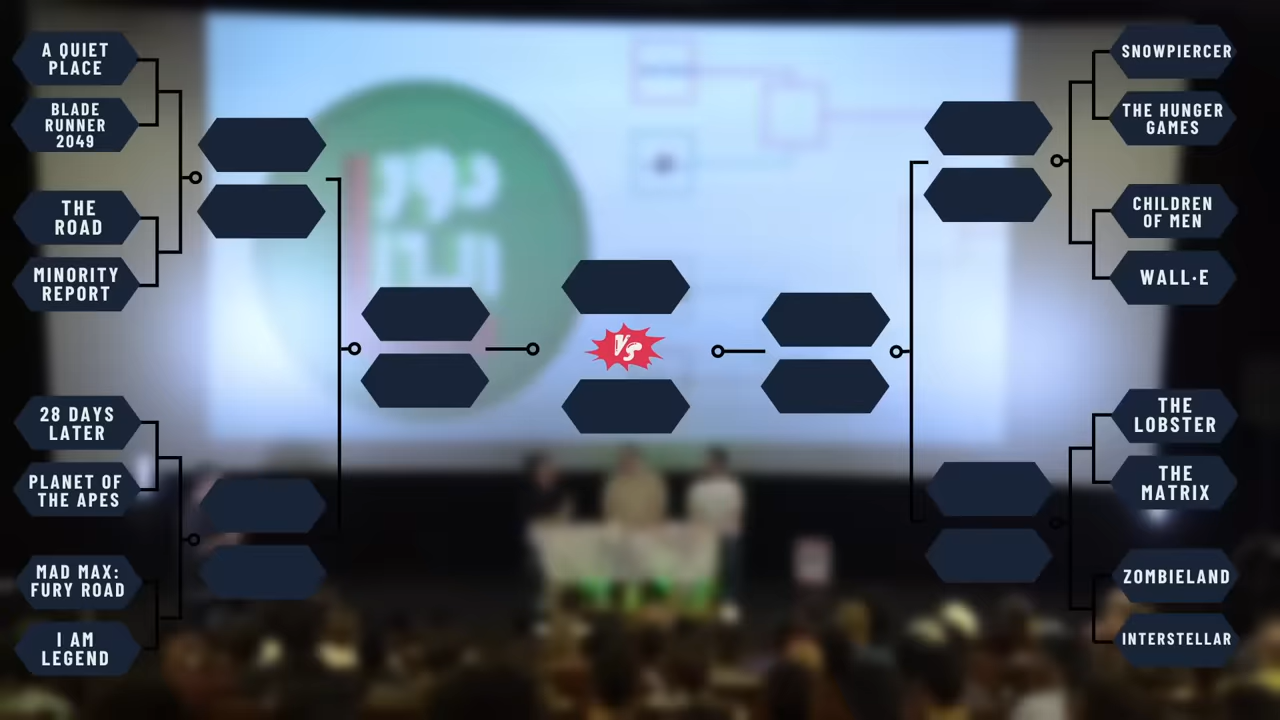 A QUIET
PLACE
BLADE
RUNNER
2049
THE
ROAD
MINORITY
REPORT
28 DAYS
LATER
PLANET OF
THE APES
MAD MAX:
FURY ROAD
I AM
LEGEND
VS
SNOWPIERCER
THE HUNGER
GAMES
CHILDREN
OF MEN
WALL·E
THE
LOBSTER
THE
MATRIX
ZOMBIELAND
INTERSTELLAR